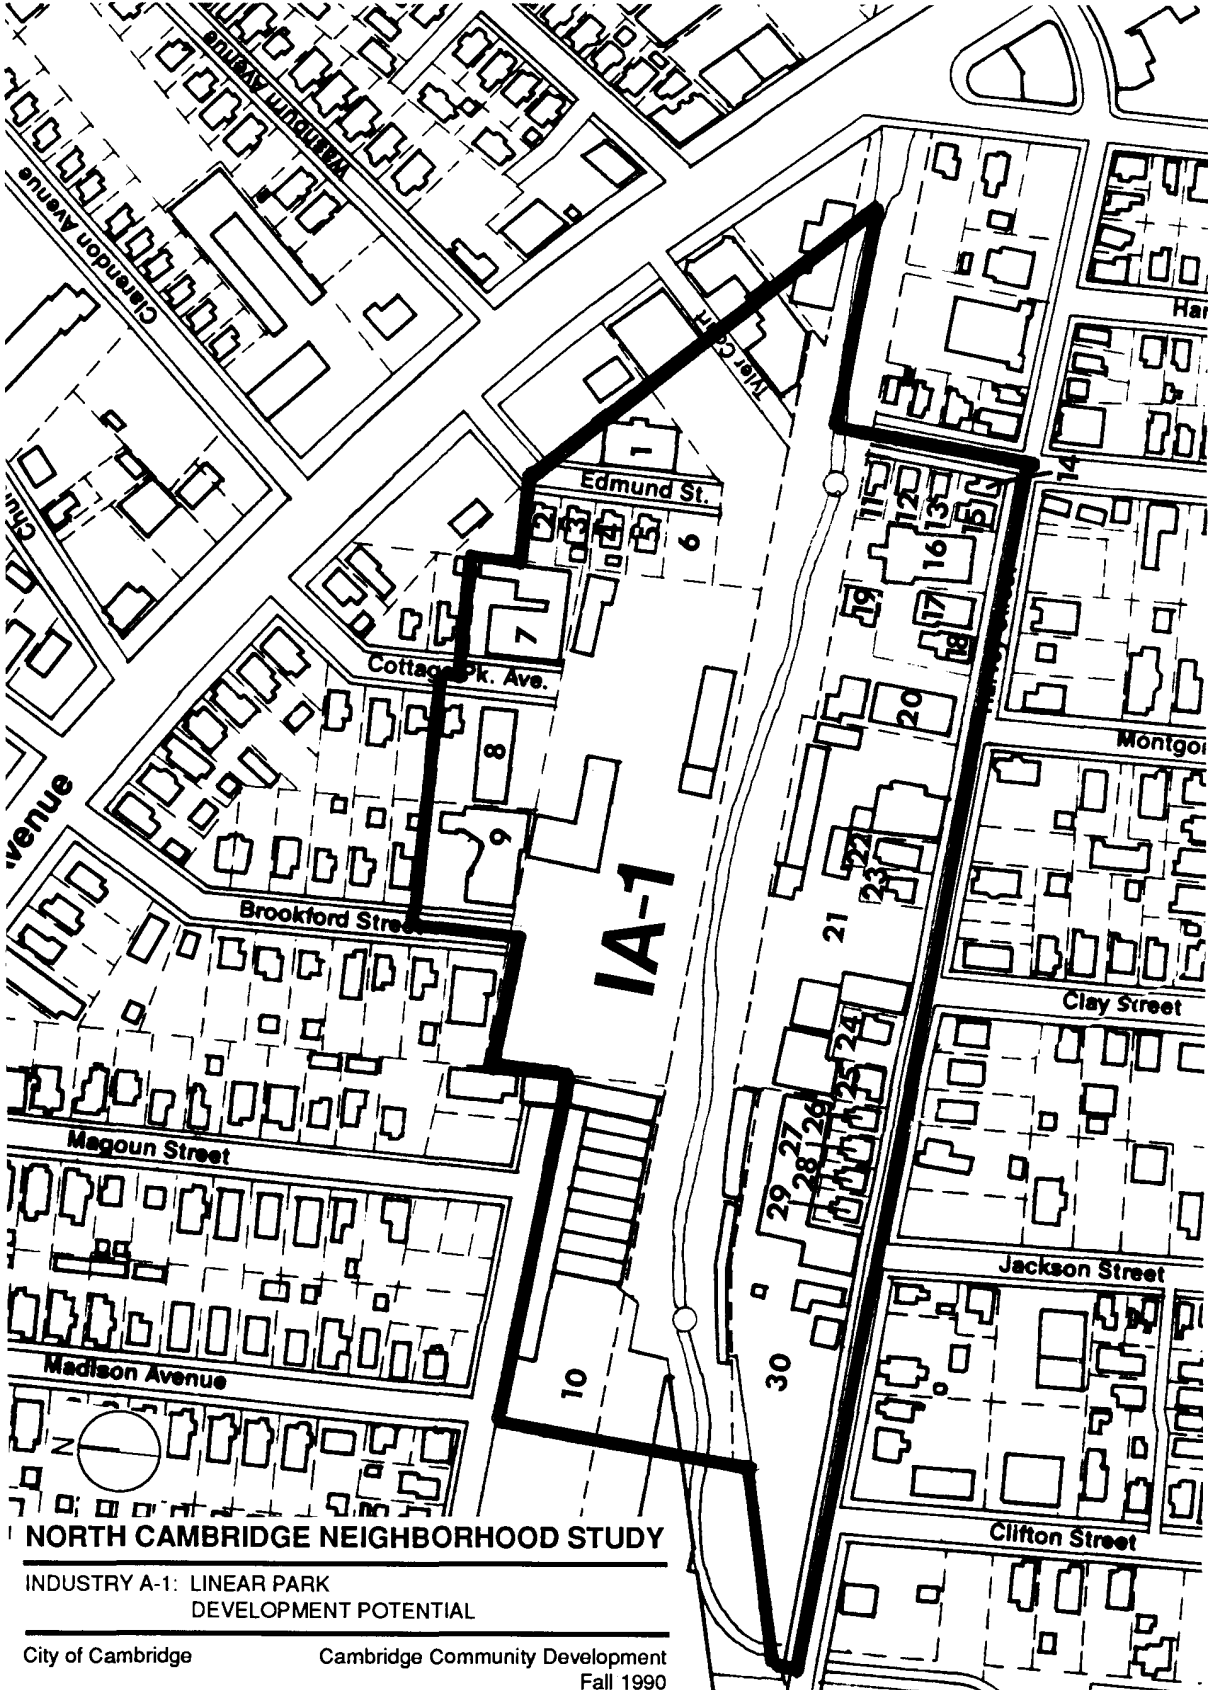 Washburn Avenue
Clarendon Avenue
Har
Tyler Co
1
Edmund St.
14
2
3
4
5
6
11
12
13
15
16
7
19
17
18
Cottage Pk. Ave.
20
8
Montgo
9
22
23
venue
IA-1
21
Brookford Street
Clay Street
24
25
26
27
28
29
Magoun Street
Jackson Street
10
30
Madison Avenue
N
Clifton Street
NORTH CAMBRIDGE NEIGHBORHOOD STUDY
INDUSTRY A-1: LINEAR PARK
DEVELOPMENT POTENTIAL
City of Cambridge
Cambridge Community Development
Fall 1990